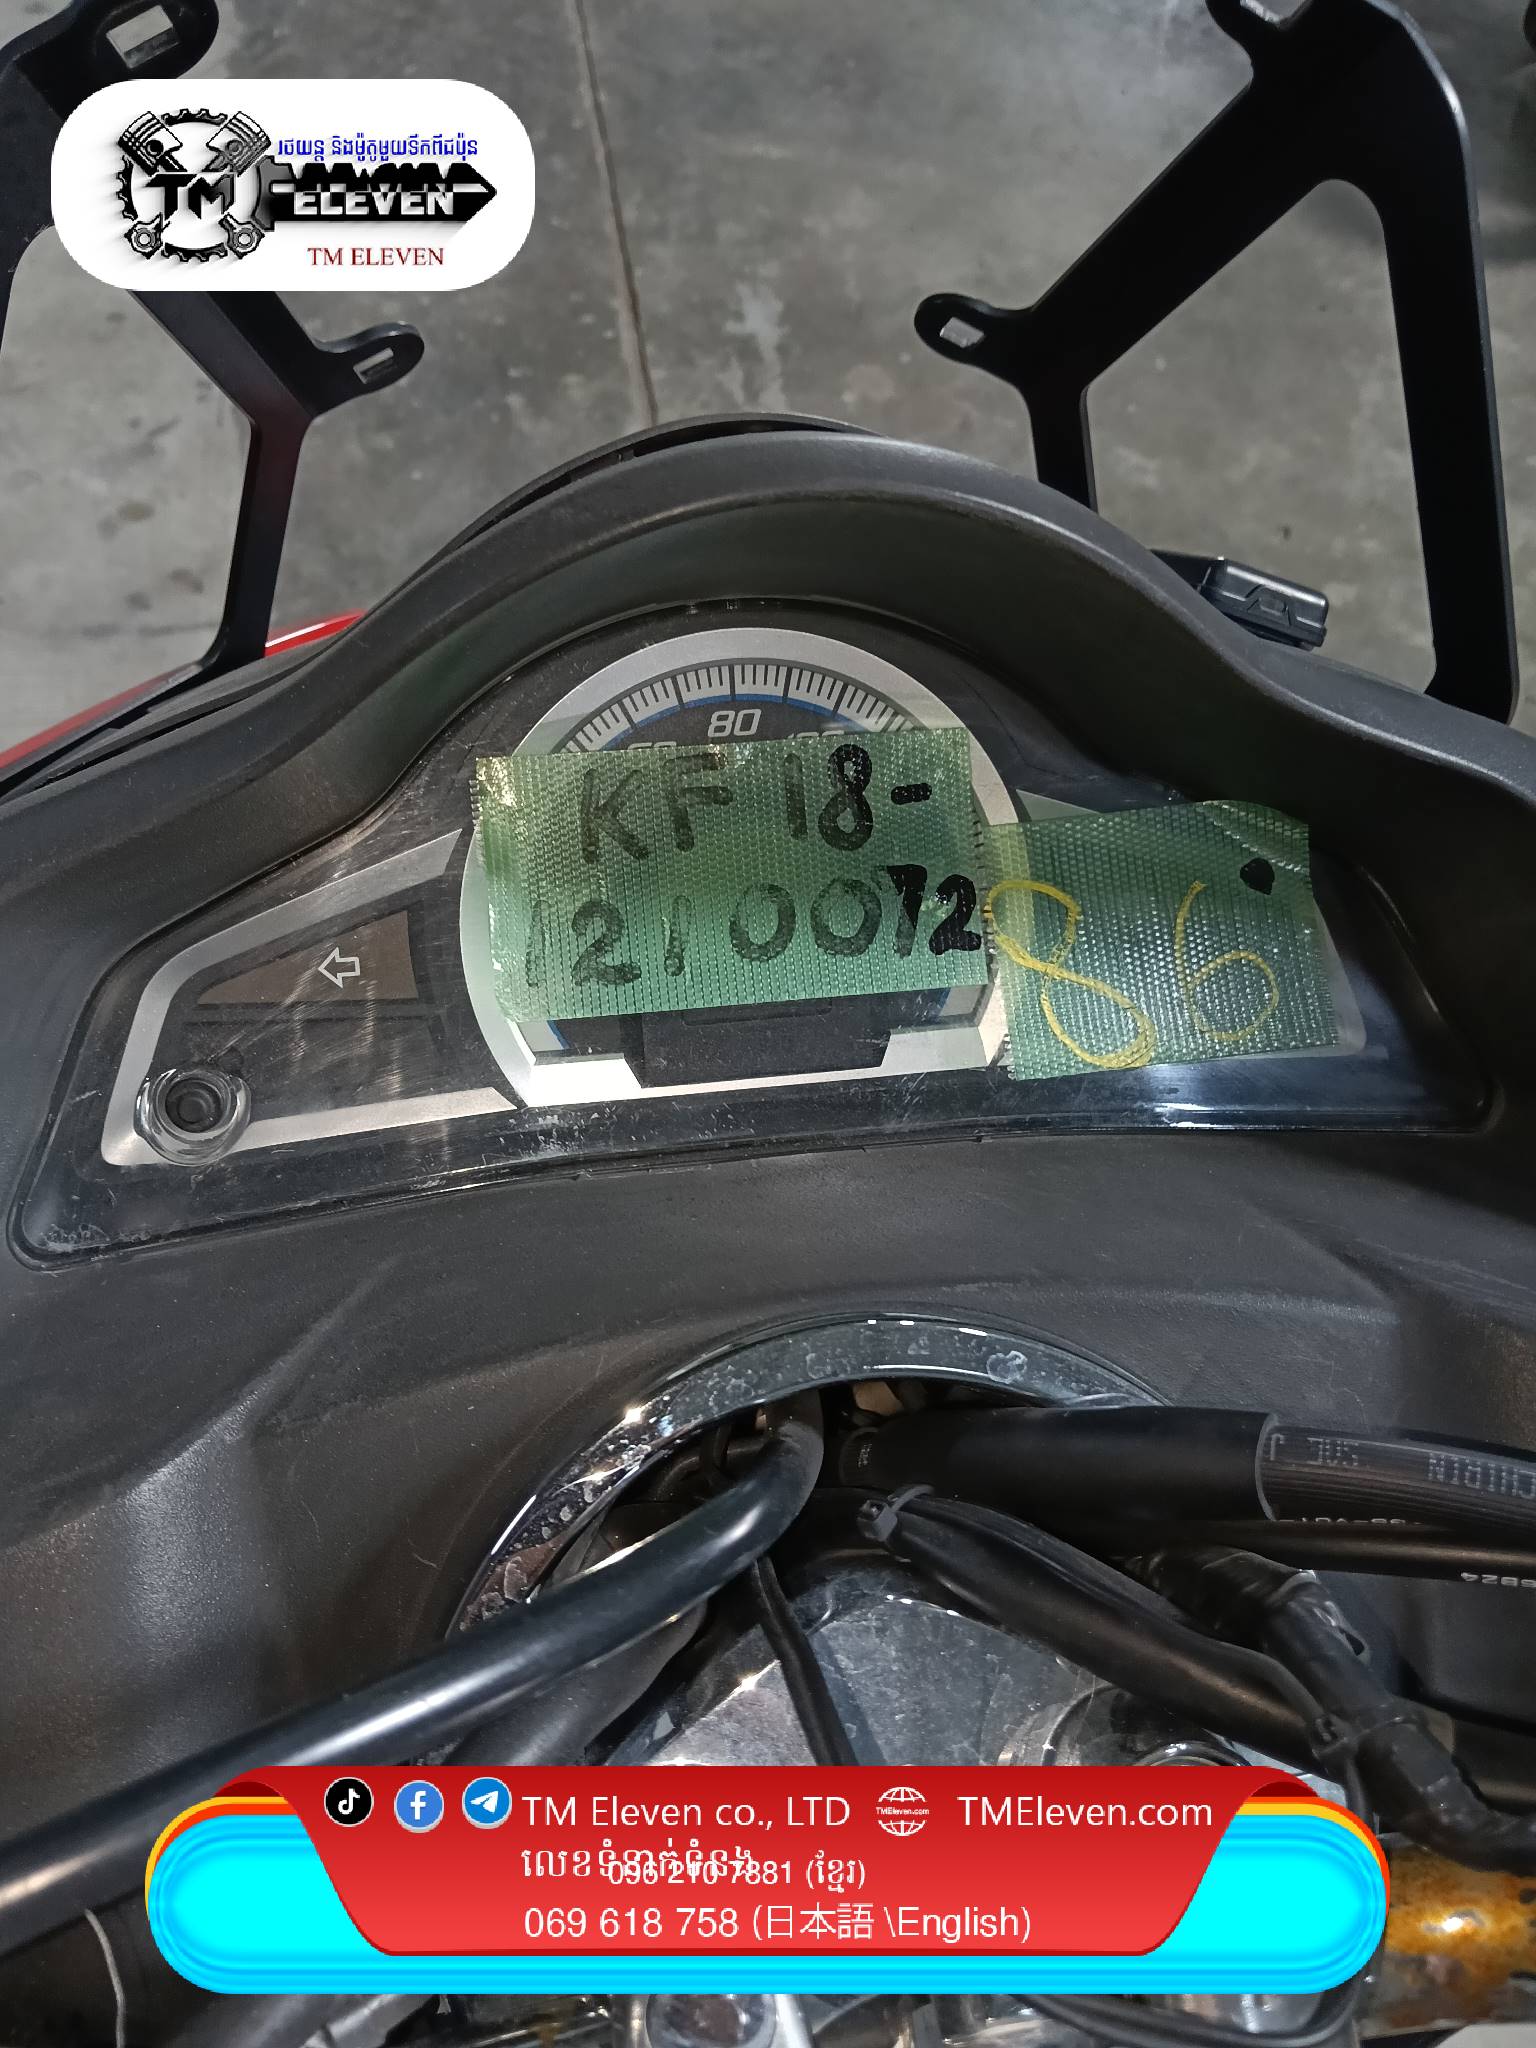 រថយន្ត និងម៉ូតូមួយទឹកពីជប៉ុន
TM
ELEVEN
TM ELEVEN
80
KF18-
1210072
86
TM Eleven co., LTD
TMEleven.com
TMEleven.com
លេខទំនាក់ទំនង
096 210 7881 (ខ្មែរ)
069 618 758 (日本語 \English)